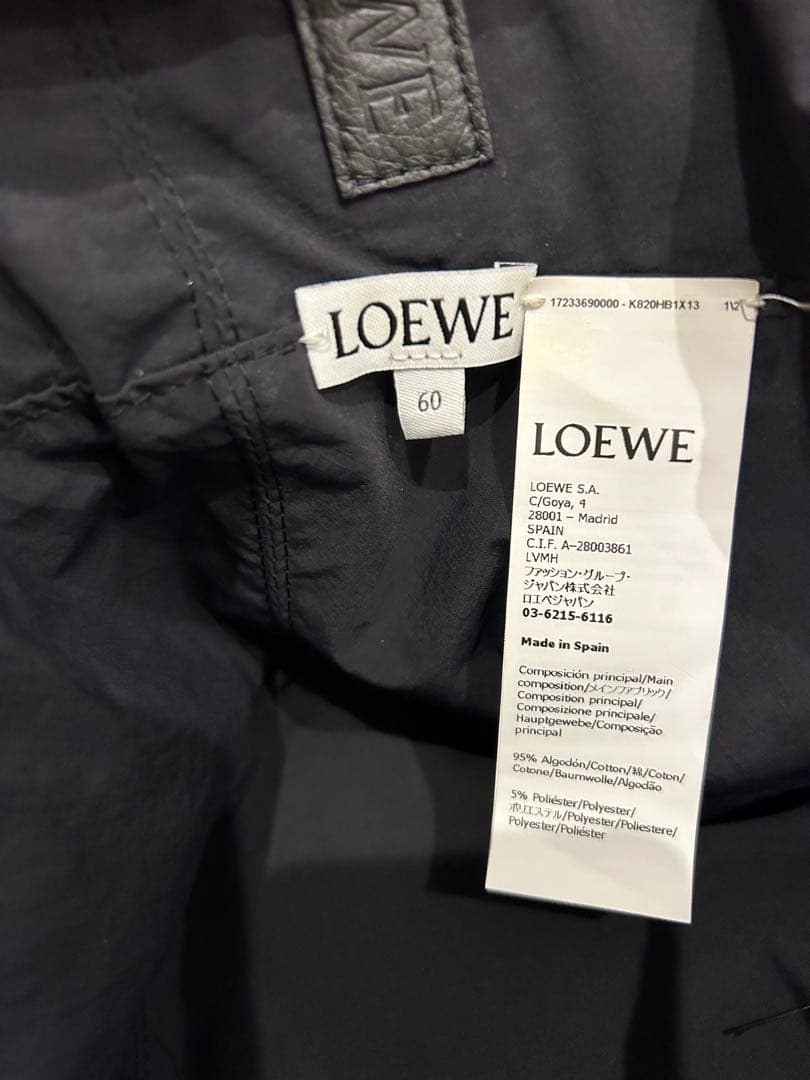 WE
LOEWE
60
17233690000 - K820HB1X13 1\2
LOEWE
LOEWE S.A.
C/Goya, 4
28001 – Madrid
SPAIN
C.I.F. A–28003861
LVMH
ファッション・グループ・
ジャパン株式会社
ロエベジャパン
03-6215-6116
Made in Spain
Composición principal/Main
composition/メインファブリック/
Composition principal/
Composizione principale/
Hauptgewebe/Composição
principal
95% Algodón/Cotton/綿/Coton/
Cotone/Baumwolle/Algodão
5% Poliéster/Polyester/
ポリエステル/Polyester/Poliestere/
Polyester/Poliéster